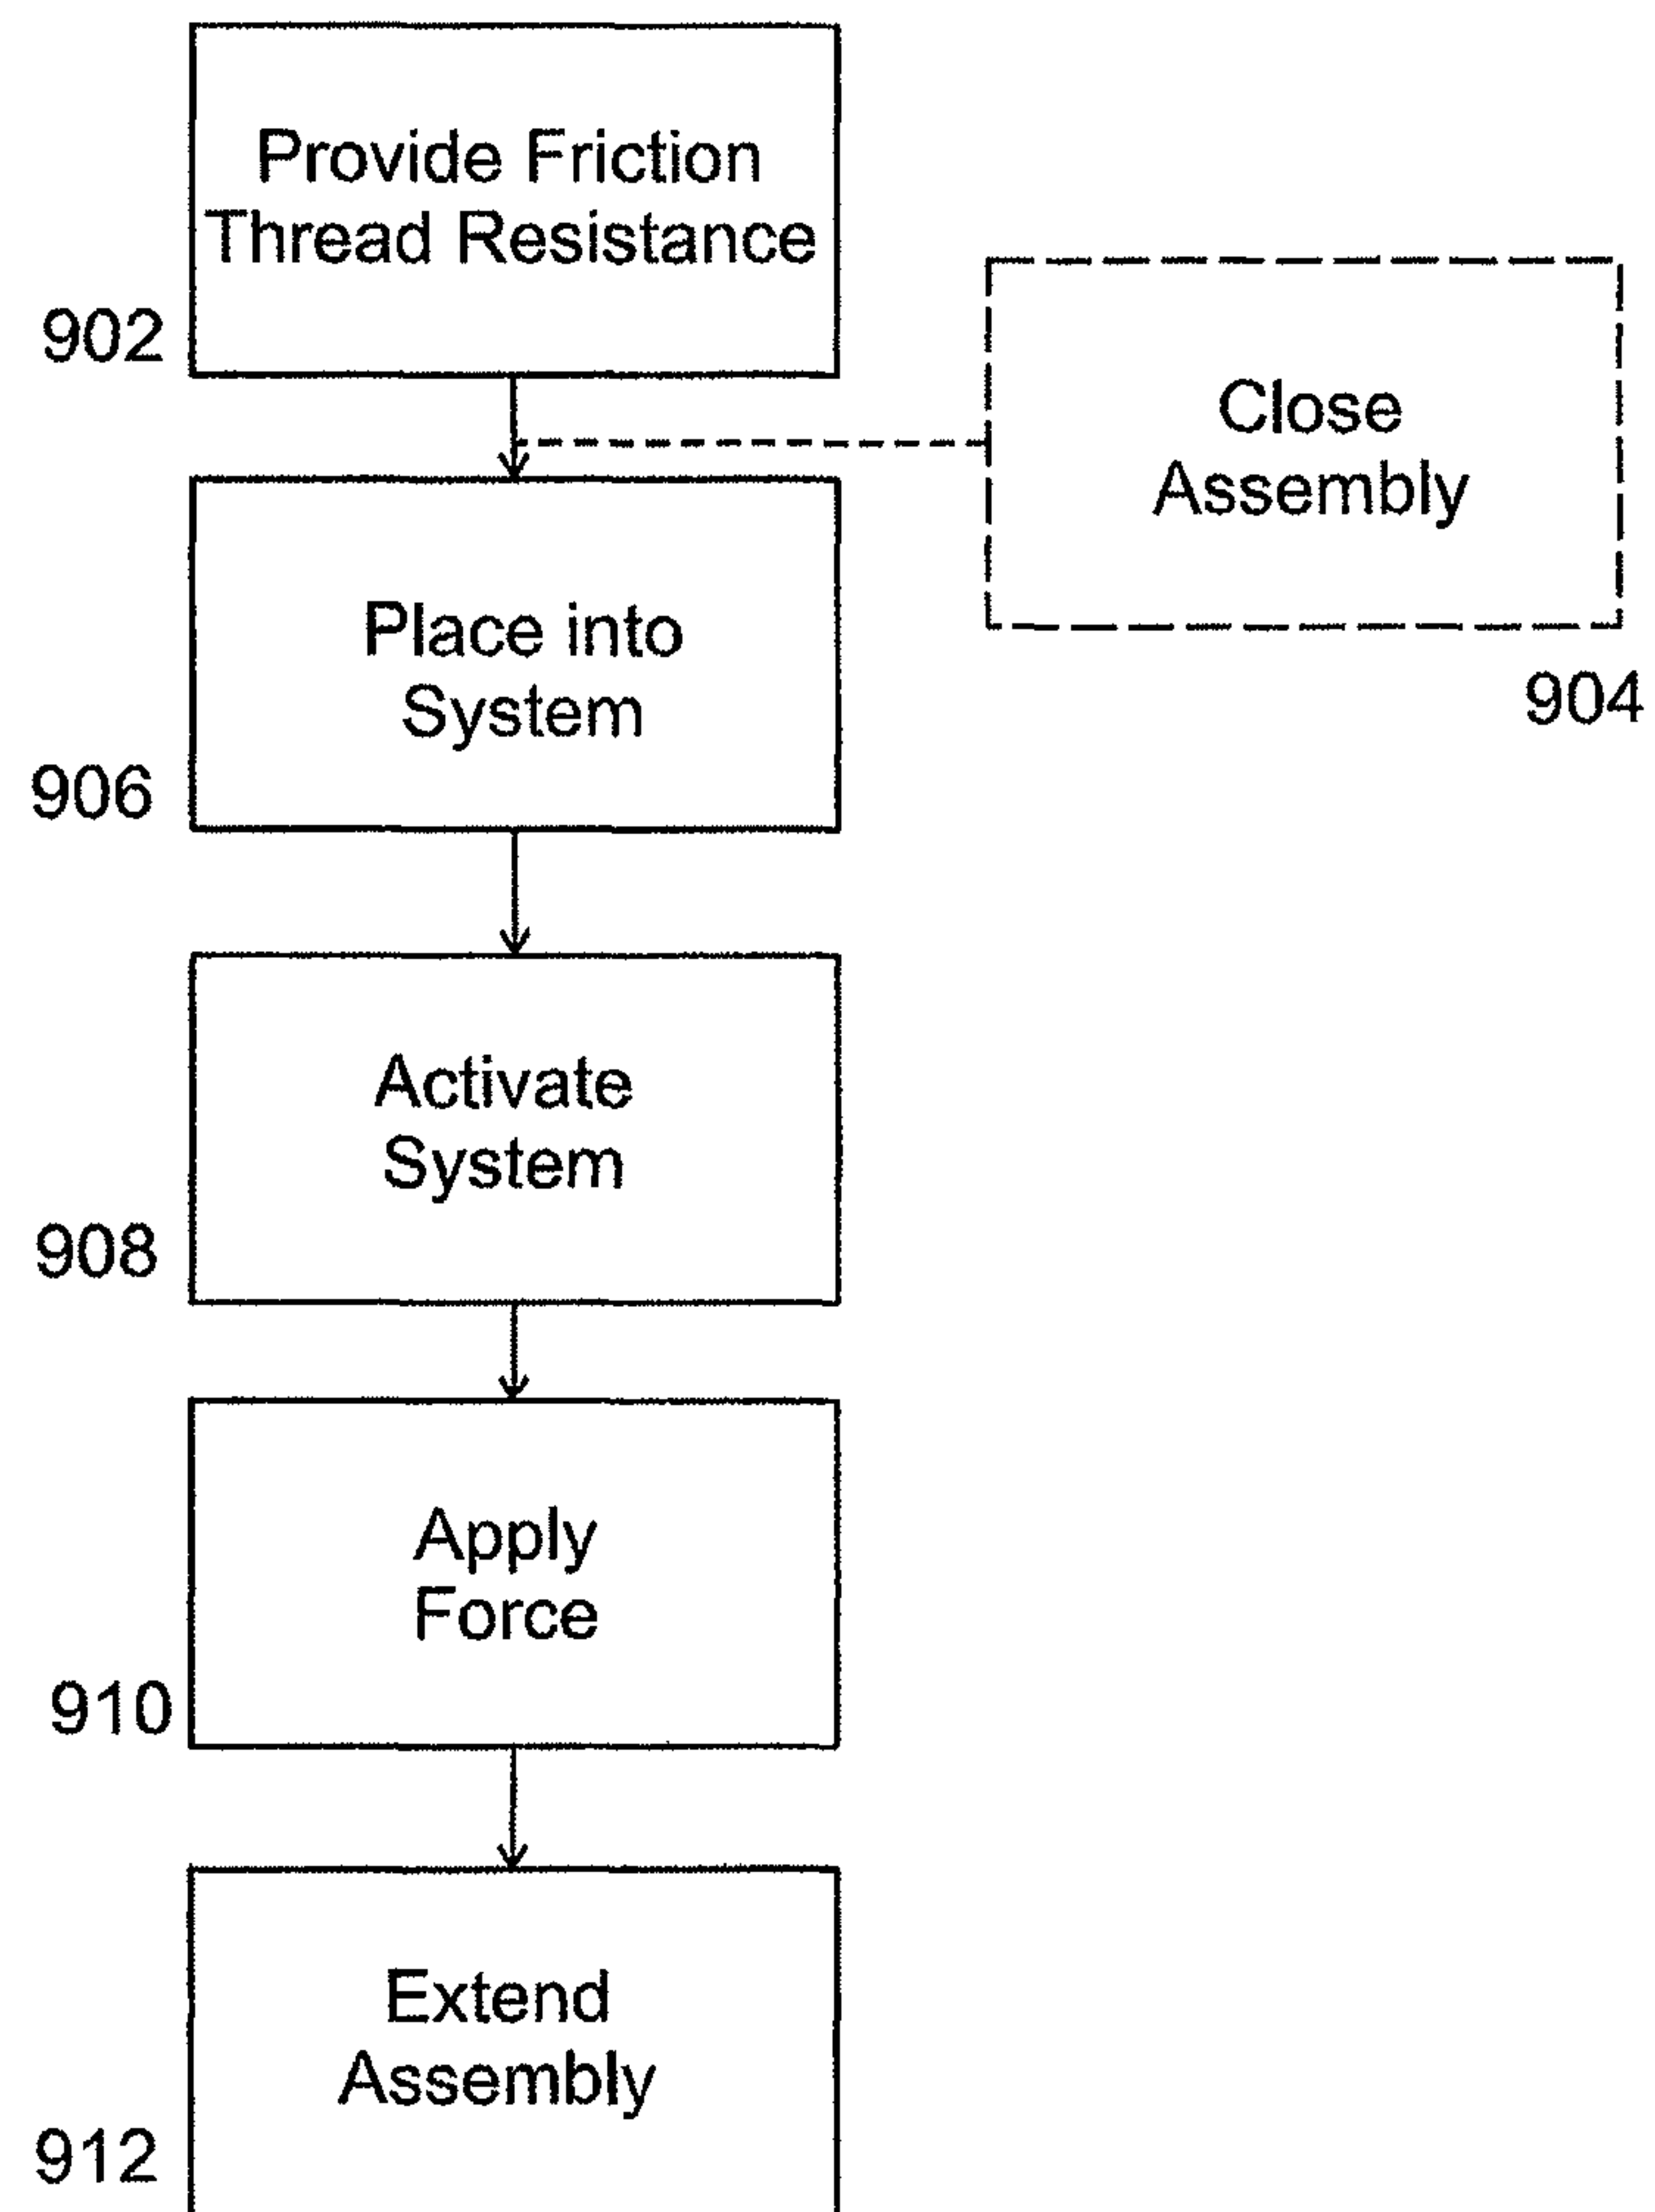 Provide Friction
Thread Resistance
902
Close
Assembly
904
Place into
System
906
Activate
System
908
Apply
Force
910
Extend
Assembly
912